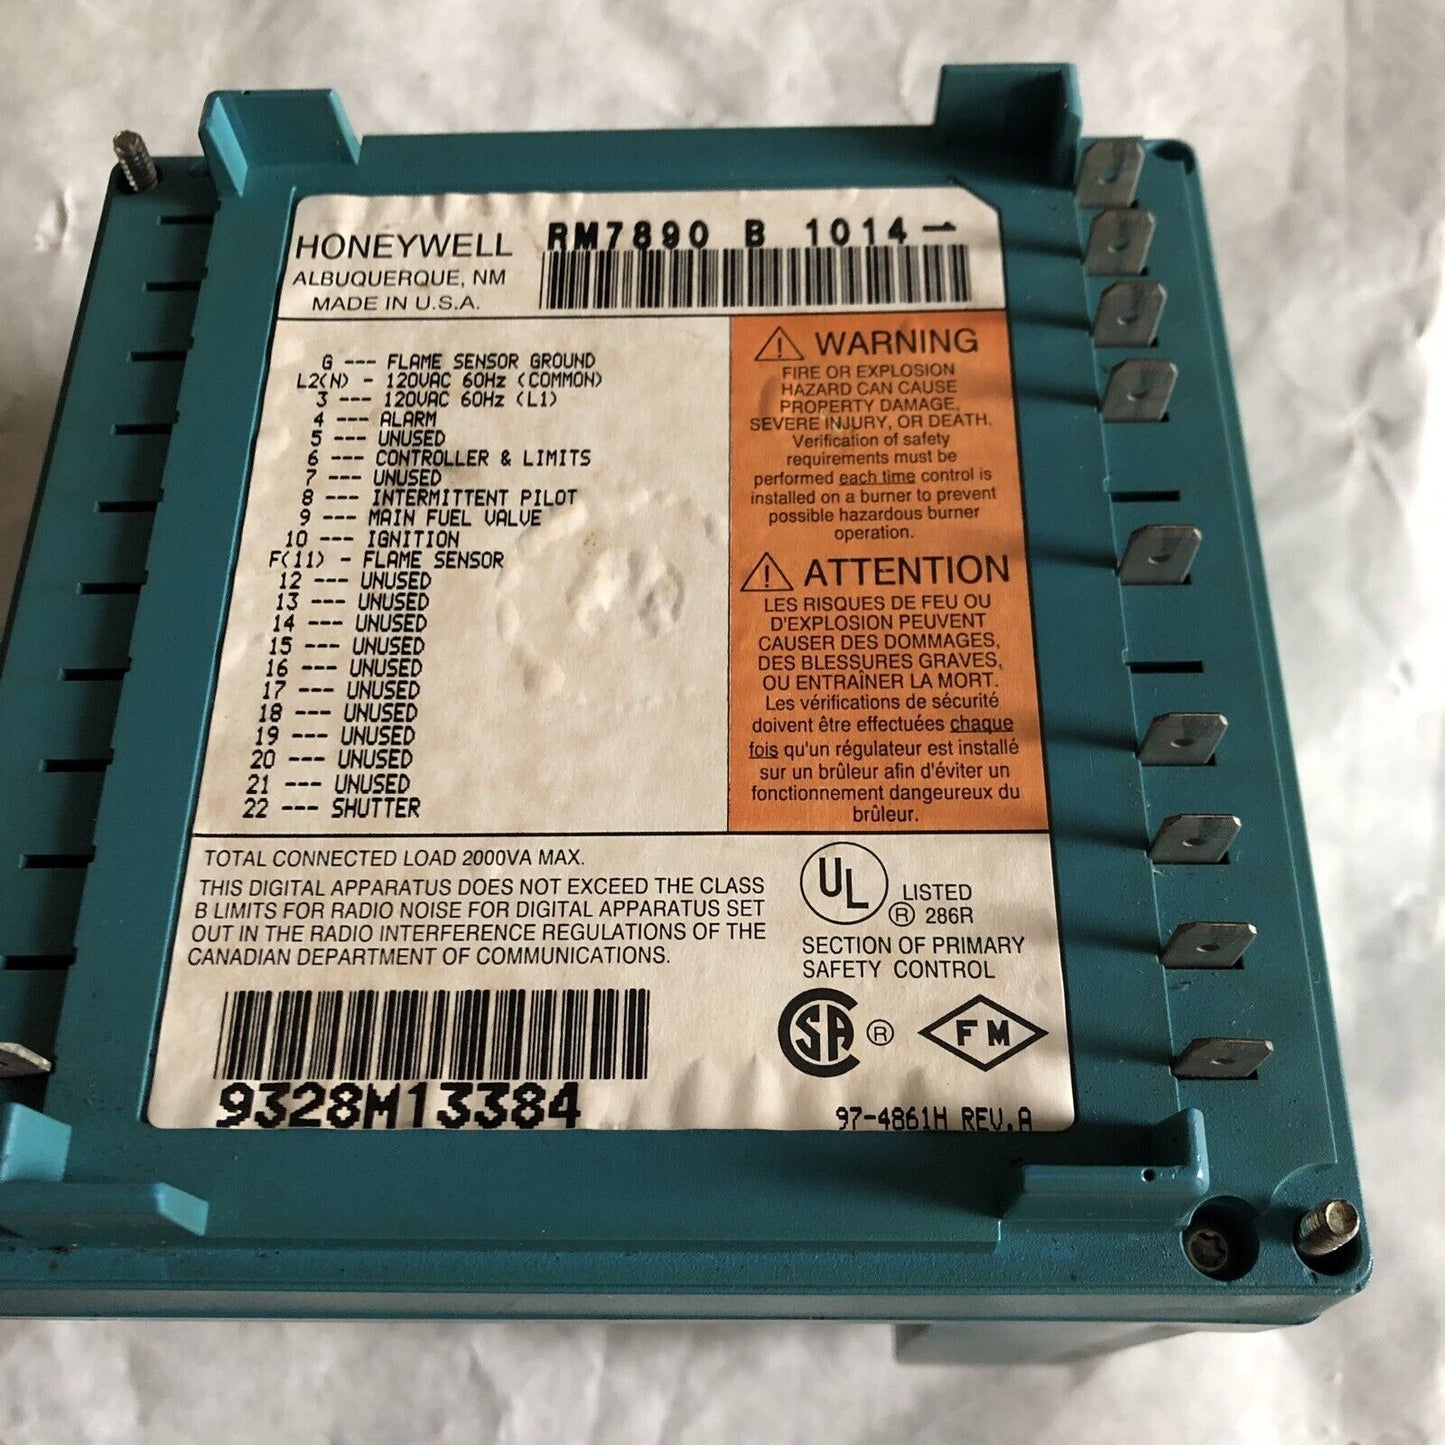 HONEYWELL
ALBUQUERQUE, NM
MADE IN U.S.A.
RM7890 B 1014
G --- FLAME SENSOR GROUND
L2(N) - 120VAC 60Hz (COMMON)
3 --- 120VAC 60Hz (L1)
4 --- ALARM
5 --- UNUSED
6 --- CONTROLLER & LIMITS
7 --- UNUSED
8 --- INTERMITTENT PILOT
9 --- MAIN FUEL VALVE
10 --- IGNITION
F(11) - FLAME SENSOR
12 --- UNUSED
13 --- UNUSED
14 --- UNUSED
15 --- UNUSED
16 --- UNUSED
17 --- UNUSED
18 --- UNUSED
19 --- UNUSED
20 --- UNUSED
21 --- UNUSED
22 --- SHUTTER
WARNING
FIRE OR EXPLOSION
HAZARD CAN CAUSE
PROPERTY DAMAGE,
SEVERE INJURY, OR DEATH.
Verification of safety
requirements must be
performed each time control is
installed on a burner to prevent
possible hazardous burner
operation.
ATTENTION
LES RISQUES DE FEU OU
D'EXPLOSION PEUVENT
CAUSER DES DOMMAGES,
DES BLESSURES GRAVES,
OU ENTRAÎNER LA MORT.
Les vérifications de sécurité
doivent être effectuées chaque
fois qu'un régulateur est installé
sur un brûleur afin d'éviter un
fonctionnement dangeureux du
brûleur.
TOTAL CONNECTED LOAD 2000VA MAX.
THIS DIGITAL APPARATUS DOES NOT EXCEED THE CLASS
B LIMITS FOR RADIO NOISE FOR DIGITAL APPARATUS SET
OUT IN THE RADIO INTERFERENCE REGULATIONS OF THE
CANADIAN DEPARTMENT OF COMMUNICATIONS.
9328M13384
UL LISTED
® 286R
SECTION OF PRIMARY
SAFETY CONTROL
CSA ® FM
97-4861H REV.A